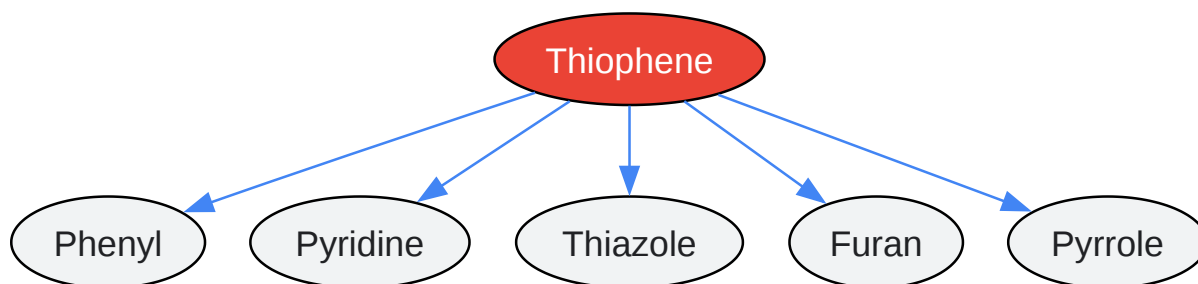 Thiophene
Phenyl
Pyridine
Thiazole
Furan
Pyrrole